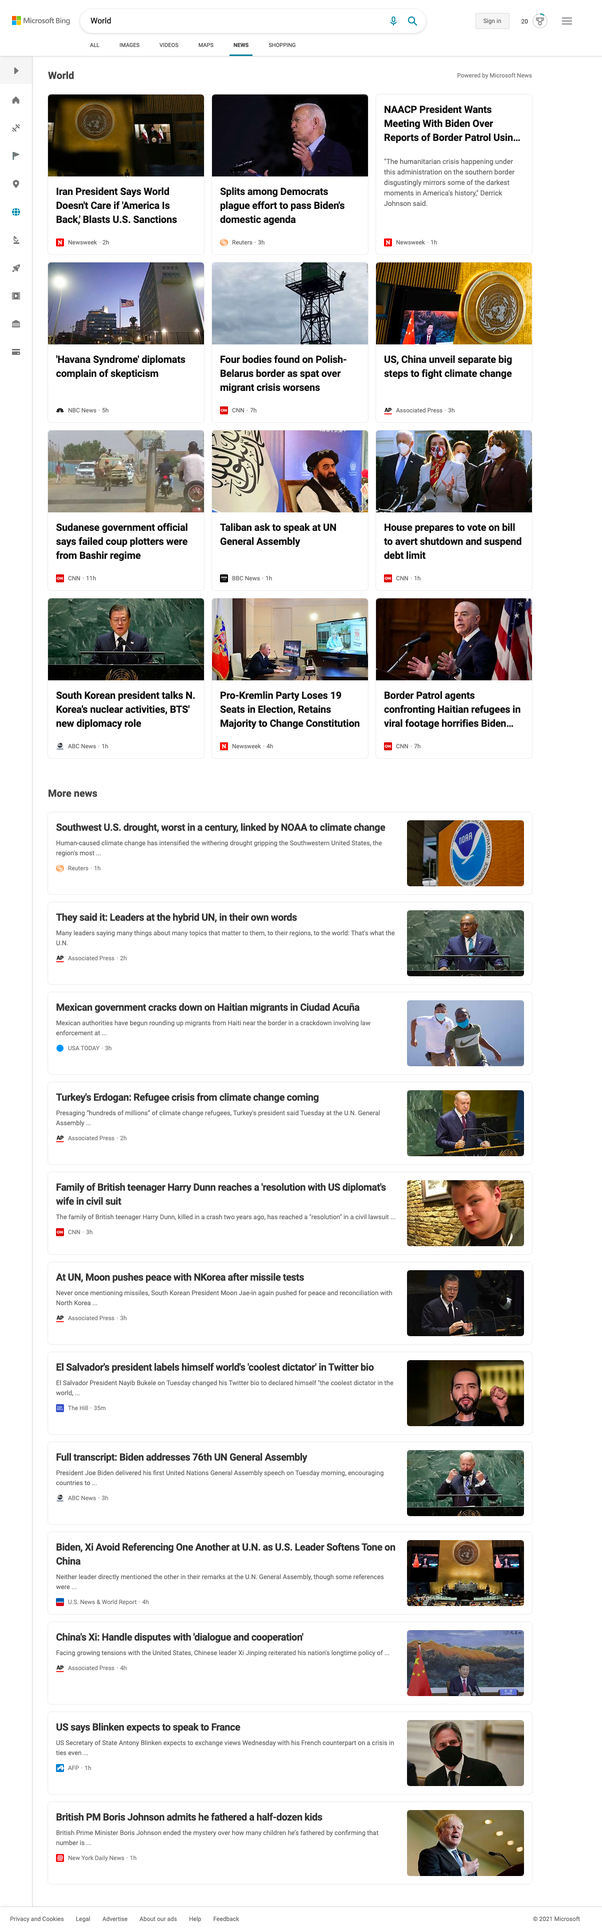 Microsoft Bing
World
Sign in
20
ALL
IMAGES
VIDEOS
MAPS
NEWS
SHOPPING
World
Powered by Microsoft News
Iran President Says World
Doesn't Care if 'America Is
Back,' Blasts U.S. Sanctions
Newsweek · 2h
Splits among Democrats
plague effort to pass Biden's
domestic agenda
Reuters · 3h
NAACP President Wants
Meeting With Biden Over
Reports of Border Patrol Usin...
"The humanitarian crisis happening under
this administration on the southern border
disgustingly mirrors some of the darkest
moments in America's history," Derrick
Johnson said.
Newsweek · 1h
'Havana Syndrome' diplomats
complain of skepticism
NBC News · 5h
Four bodies found on Polish-
Belarus border as spat over
migrant crisis worsens
CNN · 7h
US, China unveil separate big
steps to fight climate change
AP Associated Press · 3h
Sudanese government official
says failed coup plotters were
from Bashir regime
CNN · 11h
Taliban ask to speak at UN
General Assembly
BBC News · 1h
House prepares to vote on bill
to avert shutdown and suspend
debt limit
CNN · 1h
South Korean president talks N.
Korea's nuclear activities, BTS'
new diplomacy role
ABC News · 1h
Pro-Kremlin Party Loses 19
Seats in Election, Retains
Majority to Change Constitution
Newsweek · 4h
Border Patrol agents
confronting Haitian refugees in
viral footage horrifies Biden...
CNN · 7h
More news
Southwest U.S. drought, worst in a century, linked by NOAA to climate change
Human-caused climate change has intensified the withering drought gripping the Southwestern United States, the
region's most ...
Reuters · 1h
NOAA
They said it: Leaders at the hybrid UN, in their own words
Many leaders saying many things about many topics that matter to them, to their regions, to the world: That's what the
U.N.
AP Associated Press · 2h
Mexican government cracks down on Haitian migrants in Ciudad Acuña
Mexican authorities have begun rounding up migrants from Haiti near the border in a crackdown involving law
enforcement at ...
USA TODAY · 3h
Turkey's Erdogan: Refugee crisis from climate change coming
Presaging "hundreds of millions" of climate change refugees, Turkey's president said Tuesday at the U.N. General
Assembly ...
AP Associated Press · 2h
Family of British teenager Harry Dunn reaches a 'resolution with US diplomat's
wife in civil suit
The family of British teenager Harry Dunn, killed in a crash two years ago, has reached a "resolution" in a civil lawsuit ...
CNN · 3h
At UN, Moon pushes peace with NKorea after missile tests
Never once mentioning missiles, South Korean President Moon Jae-in again pushed for peace and reconciliation with
North Korea ...
AP Associated Press · 3h
El Salvador's president labels himself world's 'coolest dictator' in Twitter bio
El Salvador President Nayib Bukele on Tuesday changed his Twitter bio to declared himself "the coolest dictator in the
world, ...
The Hill · 35m
Full transcript: Biden addresses 76th UN General Assembly
President Joe Biden delivered his first United Nations General Assembly speech on Tuesday morning, encouraging
countries to ...
ABC News · 3h
Biden, Xi Avoid Referencing One Another at U.N. as U.S. Leader Softens Tone on
China
Neither leader directly mentioned the other in their remarks at the U.N. General Assembly, though some references
were ...
U.S. News & World Report · 4h
China's Xi: Handle disputes with 'dialogue and cooperation'
Facing growing tensions with the United States, Chinese leader Xi Jinping reiterated his nation's longtime policy of ...
AP Associated Press · 4h
US says Blinken expects to speak to France
US Secretary of State Antony Blinken expects to exchange views Wednesday with his French counterpart on a crisis in
ties even ...
AFP · 1h
British PM Boris Johnson admits he fathered a half-dozen kids
British Prime Minister Boris Johnson ended the mystery over how many children he's fathered by confirming that
number is ...
New York Daily News · 1h
Privacy and Cookies
Legal
Advertise
About our ads
Help
Feedback
© 2021 Microsoft